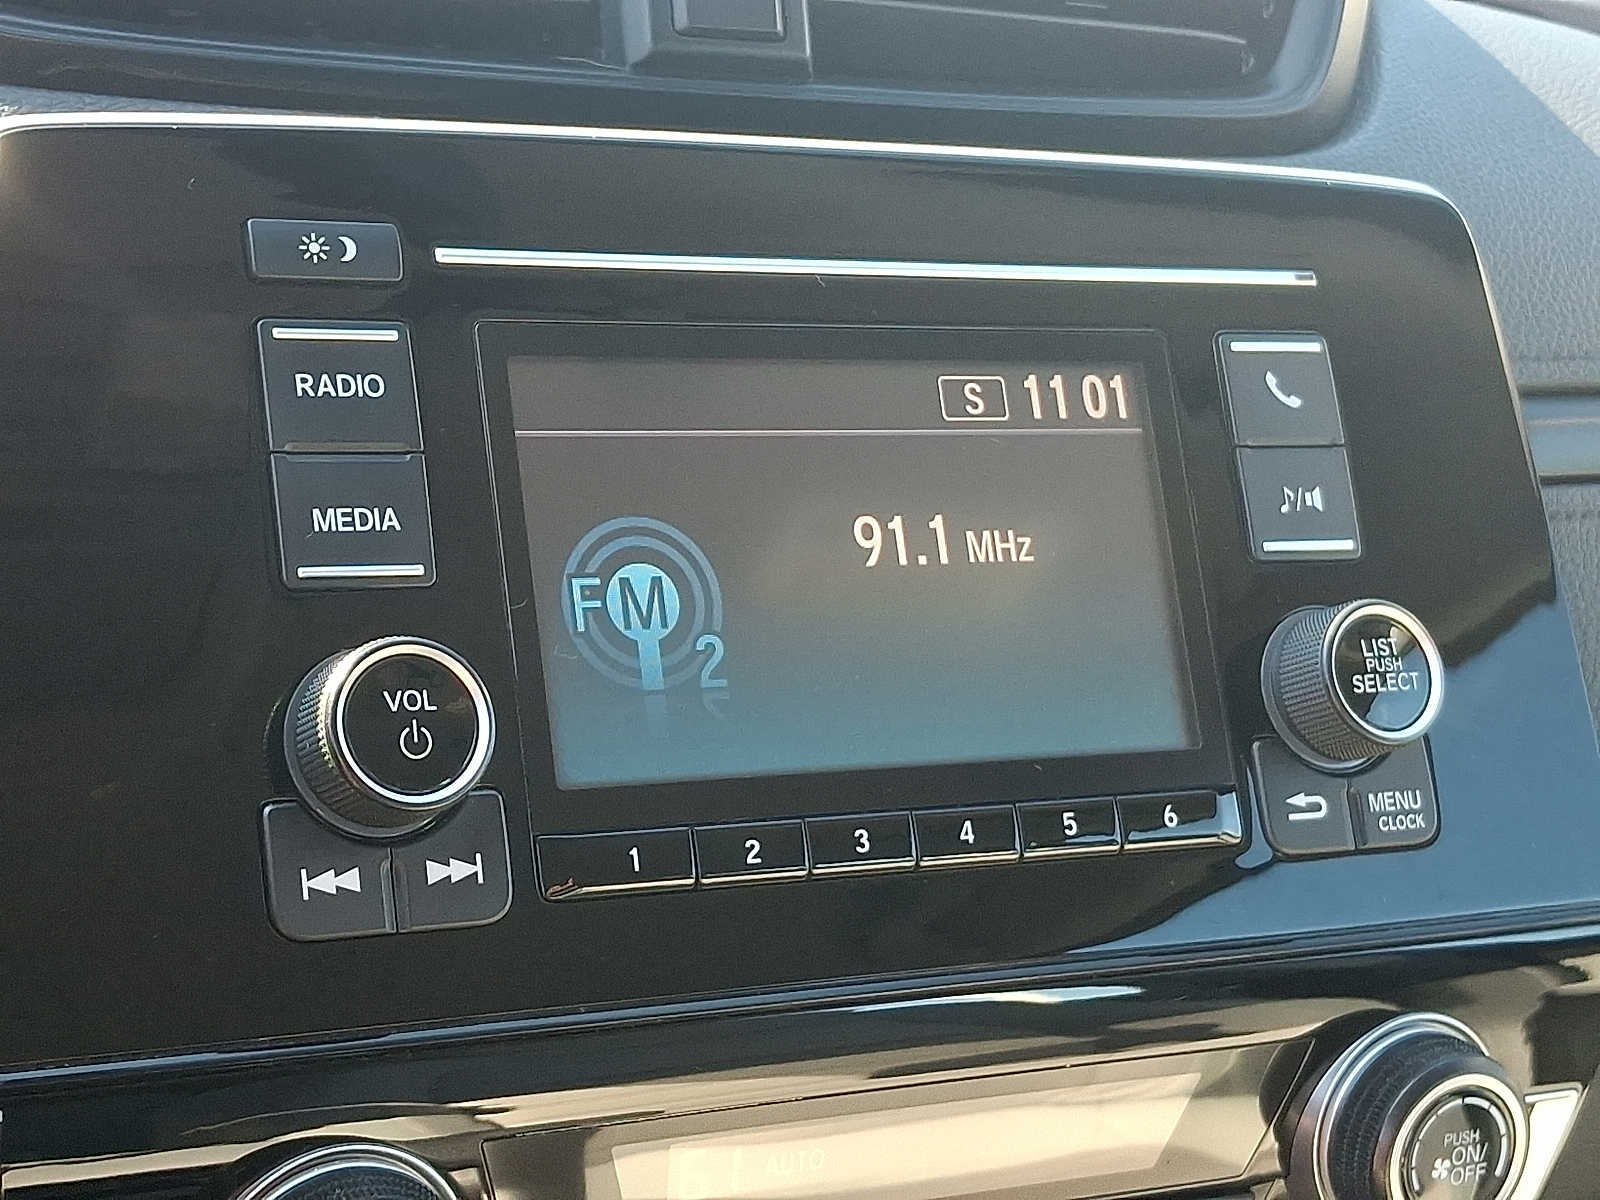 RADIO
MEDIA
VOL
S 11 01
91.1 MHz
FM
2
LIST
PUSH
SELECT
MENU
CLOCK
1 2 3 4 5 6
AUTO
PUSH
ON/
OFF